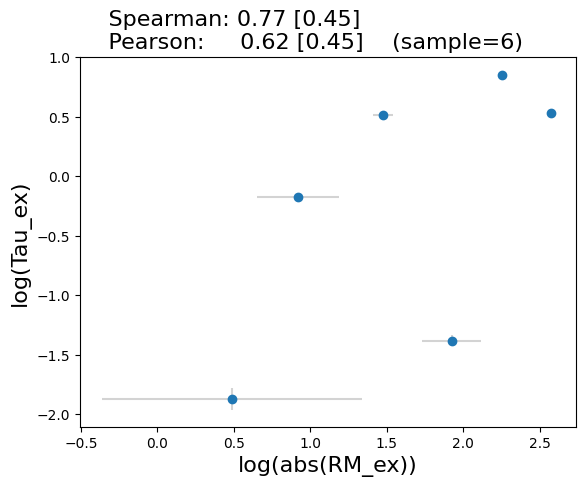 Spearman: 0.77 [0.45]
Pearson: 0.62 [0.45] (sample=6)
1.0
0.5
0.0
−0.5
−1.0
−1.5
−2.0
log(Tau_ex)
−0.5 0.0 0.5 1.0 1.5 2.0 2.5
log(abs(RM_ex))